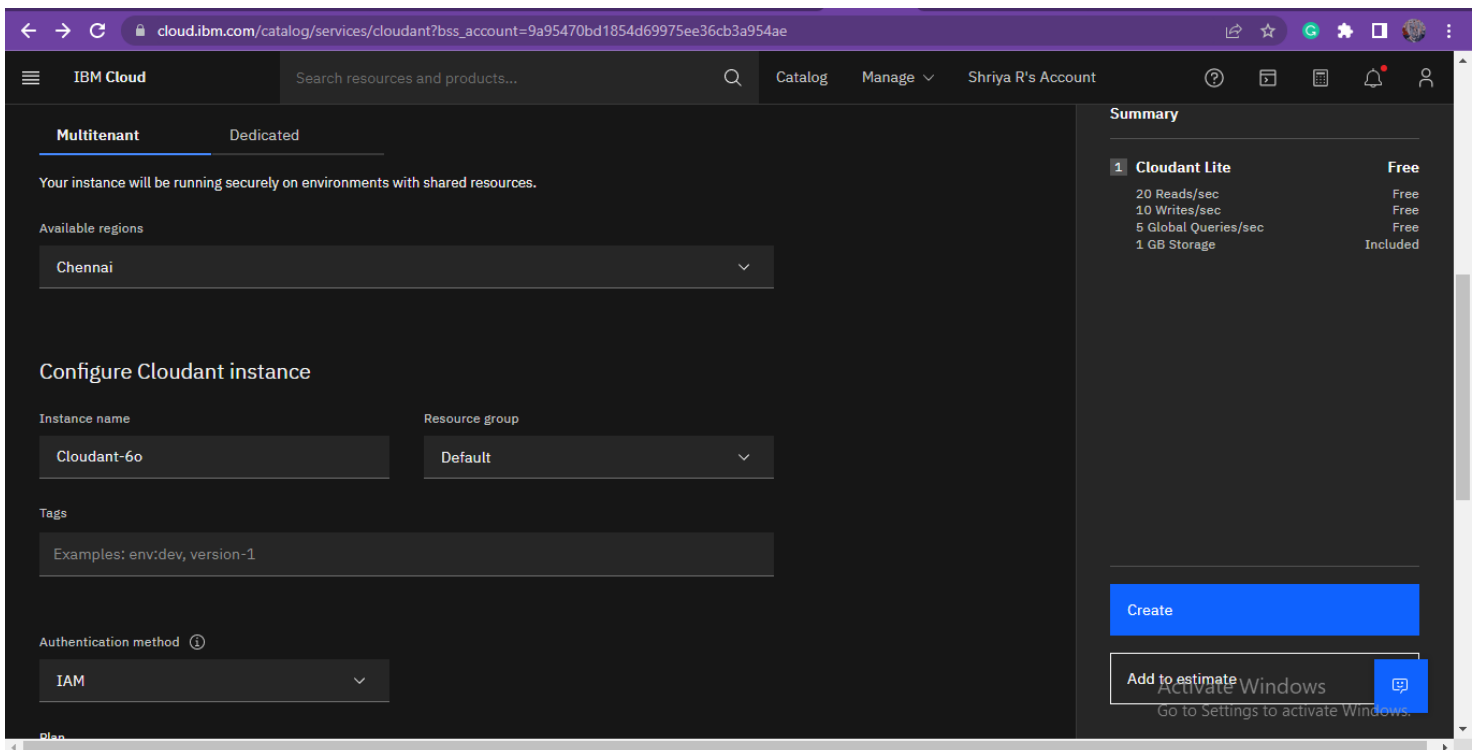 cloud.ibm.com/catalog/services/cloudant?bss_account=9a95470bd1854d69975ee36cb3a954ae
IBM Cloud
Search resources and products...
Catalog
Manage
Shriya R's Account
Multitenant
Dedicated
Your instance will be running securely on environments with shared resources.
Available regions
Chennai
Configure Cloudant instance
Instance name
Resource group
Cloudant-6o
Default
Tags
Examples: env:dev, version-1
Authentication method
IAM
Plan
Summary
1 Cloudant Lite Free
20 Reads/sec Free
10 Writes/sec Free
5 Global Queries/sec Free
1 GB Storage Included
Create
Add to estimate
Activate Windows
Go to Settings to activate Windows.